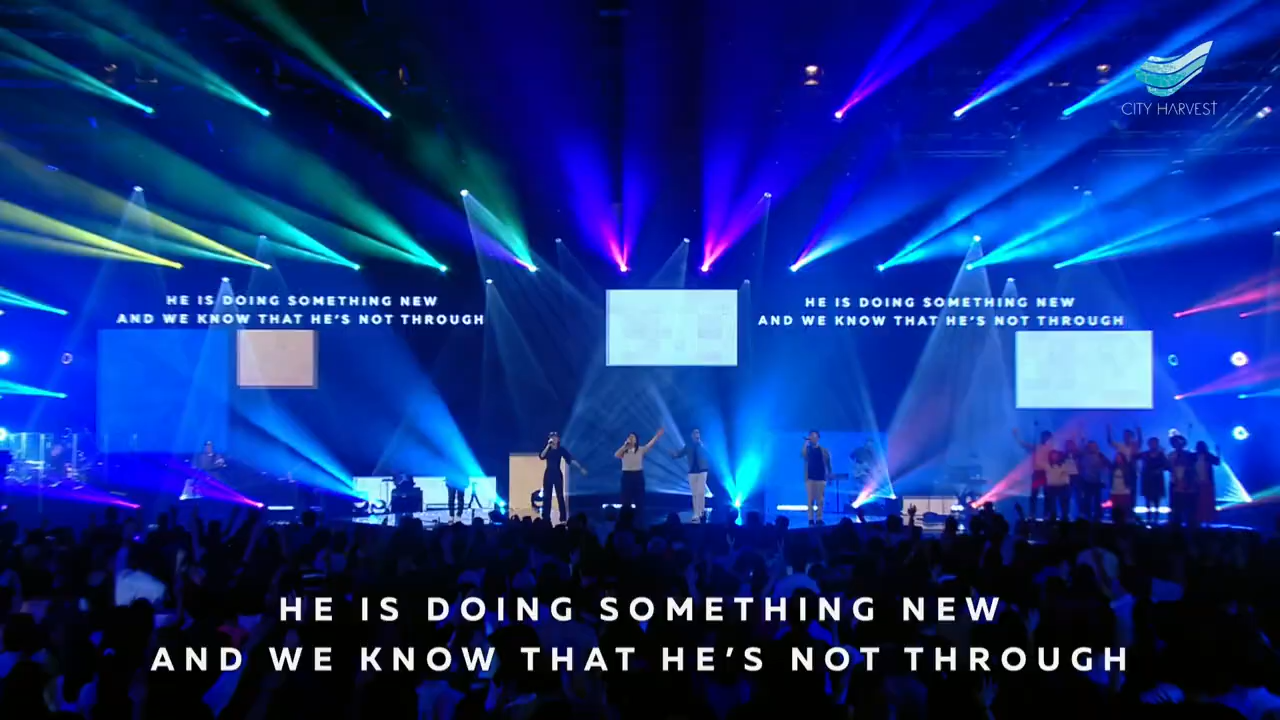 CITY HARVEST
HE IS DOING SOMETHING NEW
AND WE KNOW THAT HE'S NOT THROUGH
HE IS DOING SOMETHING NEW
AND WE KNOW THAT HE'S NOT THROUGH
HE IS DOING SOMETHING NEW
AND WE KNOW THAT HE'S NOT THROUGH